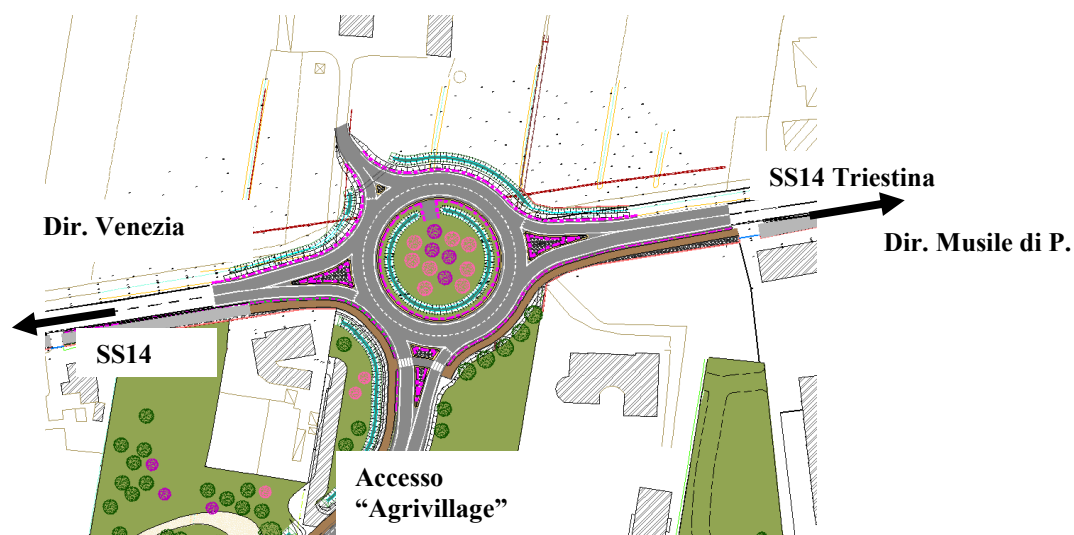 SS14 Triestina
Dir. Venezia
Dir. Musile di P.
SS14
Accesso
“Agrivillage”